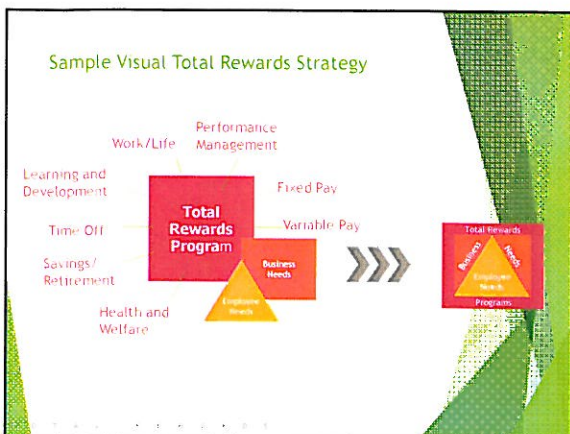 Sample Visual Total Rewards Strategy
Performance
Management
Work/Life
Learning and
Development
Fixed Pay
Total
Rewards
Program
Time Off
Variable Pay
Savings/
Retirement
Business
Needs
Employee
Needs
Health and
Welfare
Total Rewards
Business Needs
Employee
Needs
Programs